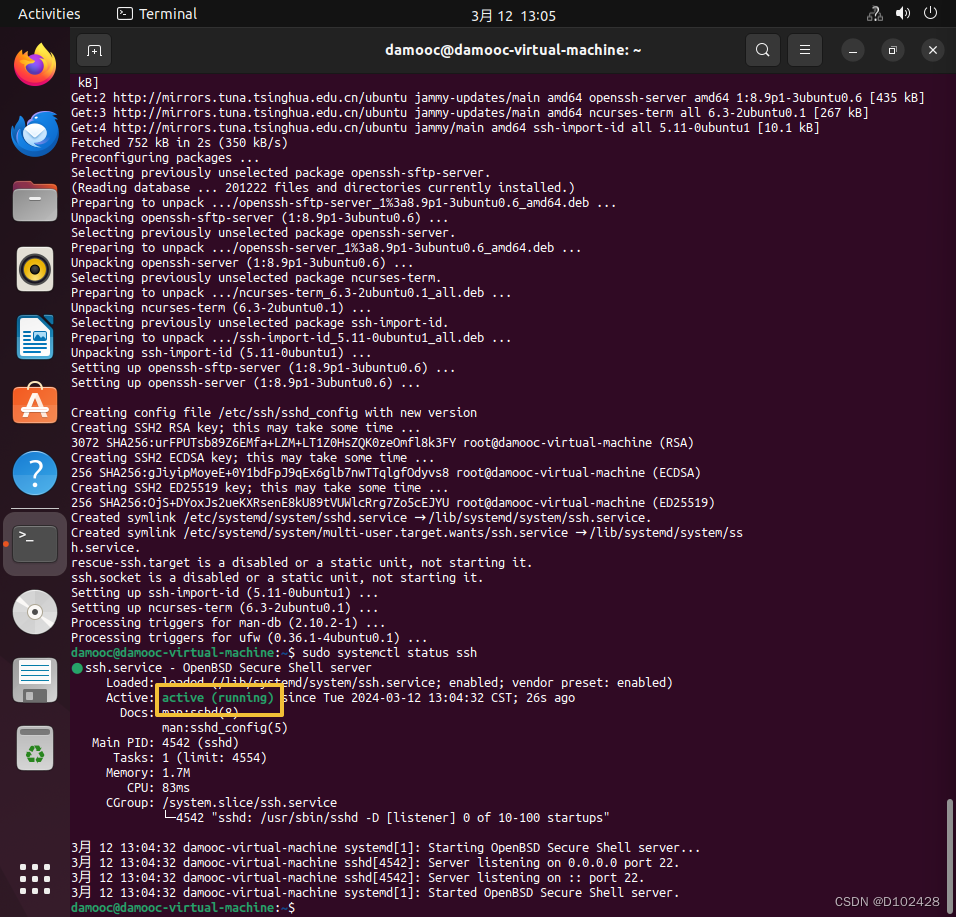 Activities
Terminal
3月 12 13:05
damooc@damooc-virtual-machine: ~
kB]
Get:2 http://mirrors.tuna.tsinghua.edu.cn/ubuntu jammy-updates/main amd64 openssh-server amd64 1:8.9p1-3ubuntu0.6 [435 kB]
Get:3 http://mirrors.tuna.tsinghua.edu.cn/ubuntu jammy-updates/main amd64 ncurses-term all 6.3-2ubuntu0.1 [267 kB]
Get:4 http://mirrors.tuna.tsinghua.edu.cn/ubuntu jammy/main amd64 ssh-import-id all 5.11-0ubuntu1 [10.1 kB]
Fetched 752 kB in 2s (350 kB/s)
Preconfiguring packages ...
Selecting previously unselected package openssh-sftp-server.
(Reading database ... 201222 files and directories currently installed.)
Preparing to unpack .../openssh-sftp-server_1%3a8.9p1-3ubuntu0.6_amd64.deb ...
Unpacking openssh-sftp-server (1:8.9p1-3ubuntu0.6) ...
Selecting previously unselected package openssh-server.
Preparing to unpack .../openssh-server_1%3a8.9p1-3ubuntu0.6_amd64.deb ...
Unpacking openssh-server (1:8.9p1-3ubuntu0.6) ...
Selecting previously unselected package ncurses-term.
Preparing to unpack .../ncurses-term_6.3-2ubuntu0.1_all.deb ...
Unpacking ncurses-term (6.3-2ubuntu0.1) ...
Selecting previously unselected package ssh-import-id.
Preparing to unpack .../ssh-import-id_5.11-0ubuntu1_all.deb ...
Unpacking ssh-import-id (5.11-0ubuntu1) ...
Setting up openssh-sftp-server (1:8.9p1-3ubuntu0.6) ...
Setting up openssh-server (1:8.9p1-3ubuntu0.6) ...
Creating config file /etc/ssh/sshd_config with new version
Creating SSH2 RSA key; this may take some time ...
3072 SHA256:urFPUTsb89Z6EMfa+LZM+LT1Z0HsZQK0zeOmfl8k3FY root@damooc-virtual-machine (RSA)
Creating SSH2 ECDSA key; this may take some time ...
256 SHA256:gJiyipMoyeE+0Y1bdFpJ9qEx6glb7nwTTqlgfOdyvs8 root@damooc-virtual-machine (ECDSA)
Creating SSH2 ED25519 key; this may take some time ...
256 SHA256:OjS+DYoxJs2ueKXRsenE8kU89tVUWlcRrg7Zo5cEJYU root@damooc-virtual-machine (ED25519)
Created symlink /etc/systemd/system/sshd.service → /lib/systemd/system/ssh.service.
Created symlink /etc/systemd/system/multi-user.target.wants/ssh.service → /lib/systemd/system/ss
h.service.
rescue-ssh.target is a disabled or a static unit, not starting it.
ssh.socket is a disabled or a static unit, not starting it.
Setting up ssh-import-id (5.11-0ubuntu1) ...
Setting up ncurses-term (6.3-2ubuntu0.1) ...
Processing triggers for man-db (2.10.2-1) ...
Processing triggers for ufw (0.36.1-4ubuntu0.1) ...
damooc@damooc-virtual-machine:~$ sudo systemctl status ssh
● ssh.service - OpenBSD Secure Shell server
Loaded: loaded (/lib/systemd/system/ssh.service; enabled; vendor preset: enabled)
Active: active (running) since Tue 2024-03-12 13:04:32 CST; 26s ago
Docs: man:sshd(8)
man:sshd_config(5)
Main PID: 4542 (sshd)
Tasks: 1 (limit: 4554)
Memory: 1.7M
CPU: 83ms
CGroup: /system.slice/ssh.service
└─4542 "sshd: /usr/sbin/sshd -D [listener] 0 of 10-100 startups"
3月 12 13:04:32 damooc-virtual-machine systemd[1]: Starting OpenBSD Secure Shell server...
3月 12 13:04:32 damooc-virtual-machine sshd[4542]: Server listening on 0.0.0.0 port 22.
3月 12 13:04:32 damooc-virtual-machine sshd[4542]: Server listening on :: port 22.
3月 12 13:04:32 damooc-virtual-machine systemd[1]: Started OpenBSD Secure Shell server.
damooc@damooc-virtual-machine:~$
CSDN @D102428